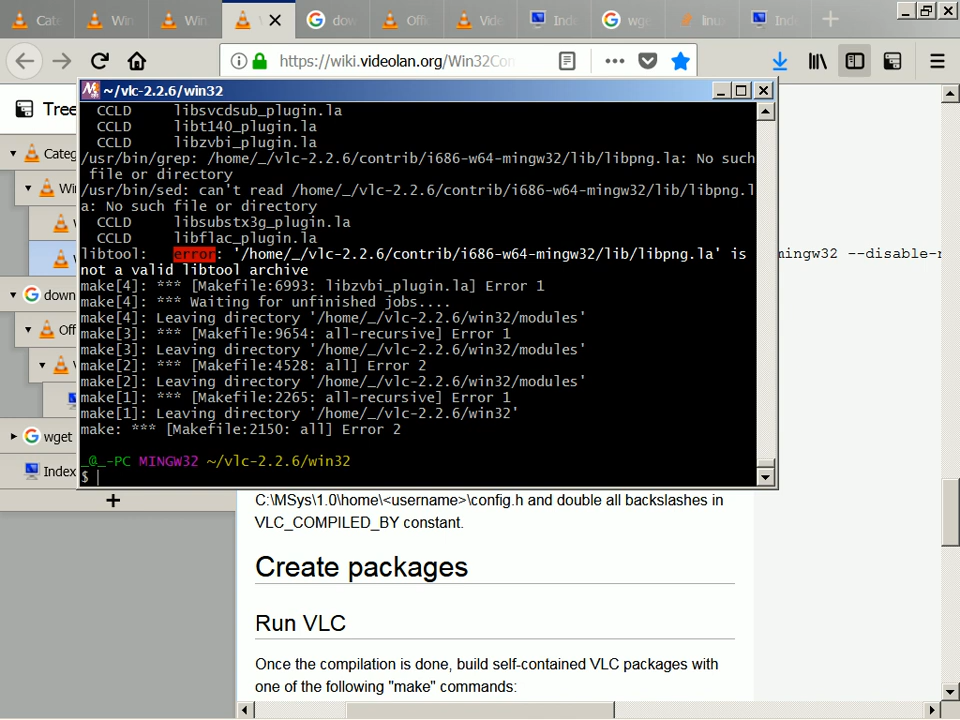 Cate
Win
Win
V
dow
Offi
Vide
Inde
wge
linux
Inde
https://wiki.videolan.org/Win32Con
Tree
Categ
Wi
W
W
down
Off
V
wget
Index
~/vlc-2.2.6/win32
CCLD libsvcdsub_plugin.la
CCLD libt140_plugin.la
CCLD libzvbi_plugin.la
/usr/bin/grep: /home/_/vlc-2.2.6/contrib/i686-w64-mingw32/lib/libpng.la: No such
file or directory
/usr/bin/sed: can't read /home/_/vlc-2.2.6/contrib/i686-w64-mingw32/lib/libpng.l
a: No such file or directory
CCLD libsubstx3g_plugin.la
CCLD libflac_plugin.la
libtool: error: '/home/_/vlc-2.2.6/contrib/i686-w64-mingw32/lib/libpng.la' is
not a valid libtool archive
make[4]: *** [Makefile:6993: libzvbi_plugin.la] Error 1
make[4]: *** Waiting for unfinished jobs....
make[4]: Leaving directory '/home/_/vlc-2.2.6/win32/modules'
make[3]: *** [Makefile:9654: all-recursive] Error 1
make[3]: Leaving directory '/home/_/vlc-2.2.6/win32/modules'
make[2]: *** [Makefile:4528: all] Error 2
make[2]: Leaving directory '/home/_/vlc-2.2.6/win32/modules'
make[1]: *** [Makefile:2265: all-recursive] Error 1
make[1]: Leaving directory '/home/_/vlc-2.2.6/win32'
make: *** [Makefile:2150: all] Error 2
_@_-PC MINGW32 ~/vlc-2.2.6/win32
$
mingw32 --disable-r
C:\MSys\1.0\home\<username>\config.h and double all backslashes in
VLC_COMPILED_BY constant.
Create packages
Run VLC
Once the compilation is done, build self-contained VLC packages with
one of the following "make" commands: